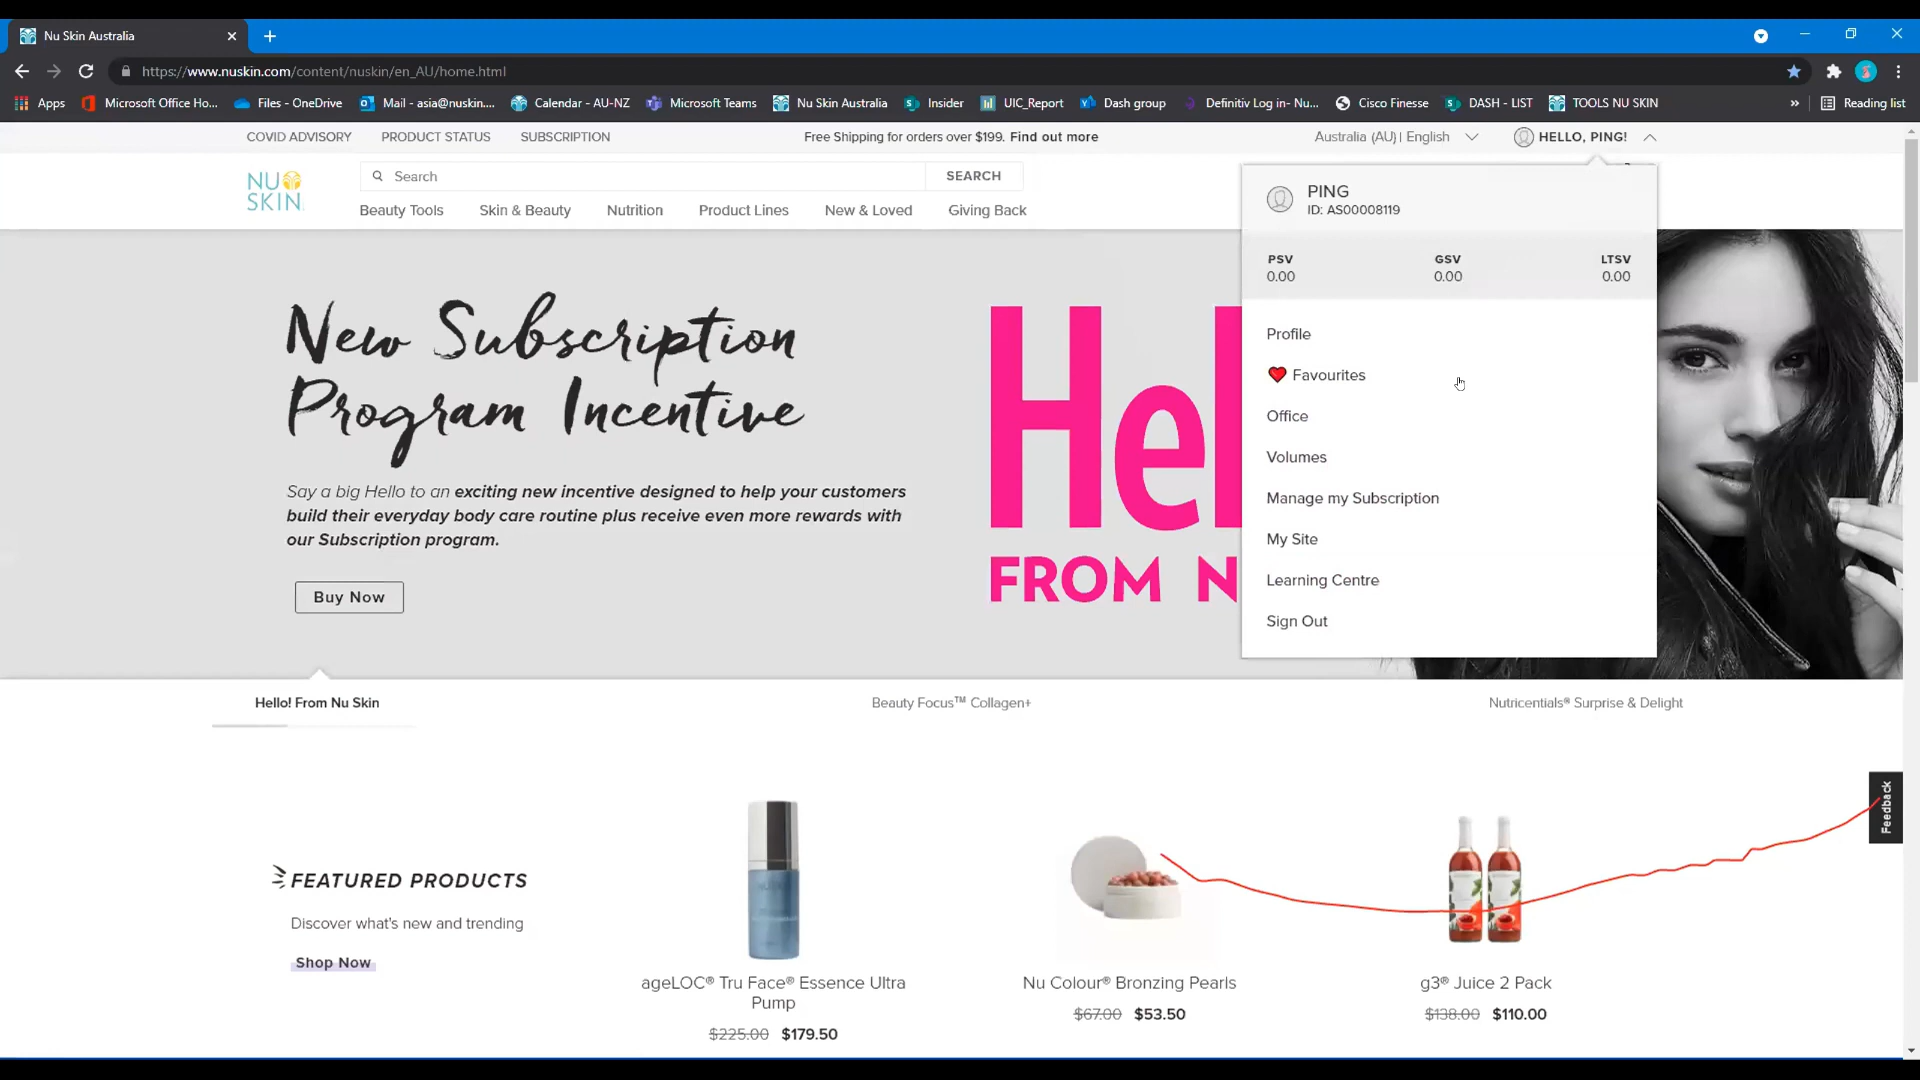 Nu Skin Australia
https://www.nuskin.com/content/nuskin/en_AU/home.html
Apps
Microsoft Office Ho...
Files - OneDrive
Mail - asia@nuskin....
Calendar - AU-NZ
Microsoft Teams
Nu Skin Australia
Insider
UIC_Report
Dash group
Definitiv Log in- Nu...
Cisco Finesse
DASH - LIST
TOOLS NU SKIN
»
Reading list
COVID ADVISORY
PRODUCT STATUS
SUBSCRIPTION
Free Shipping for orders over $199. Find out more
Australia (AU) | English
HELLO, PING!
NU
SKIN
Search
SEARCH
Beauty Tools
Skin & Beauty
Nutrition
Product Lines
New & Loved
Giving Back
PING
ID: AS00008119
PSV
GSV
LTSV
0.00
0.00
0.00
Profile
Favourites
Office
Volumes
Manage my Subscription
My Site
Learning Centre
Sign Out
New Subscription
Program Incentive
Say a big Hello to an exciting new incentive designed to help your customers
build their everyday body care routine plus receive even more rewards with
our Subscription program.
Buy Now
Hel
FROM N
Hello! From Nu Skin
Beauty Focus™ Collagen+
Nutricentials® Surprise & Delight
Feedback
FEATURED PRODUCTS
Discover what's new and trending
Shop Now
ageLOC® Tru Face® Essence Ultra
Pump
$225.00 $179.50
Nu Colour® Bronzing Pearls
$67.00 $53.50
g3® Juice 2 Pack
$138.00 $110.00